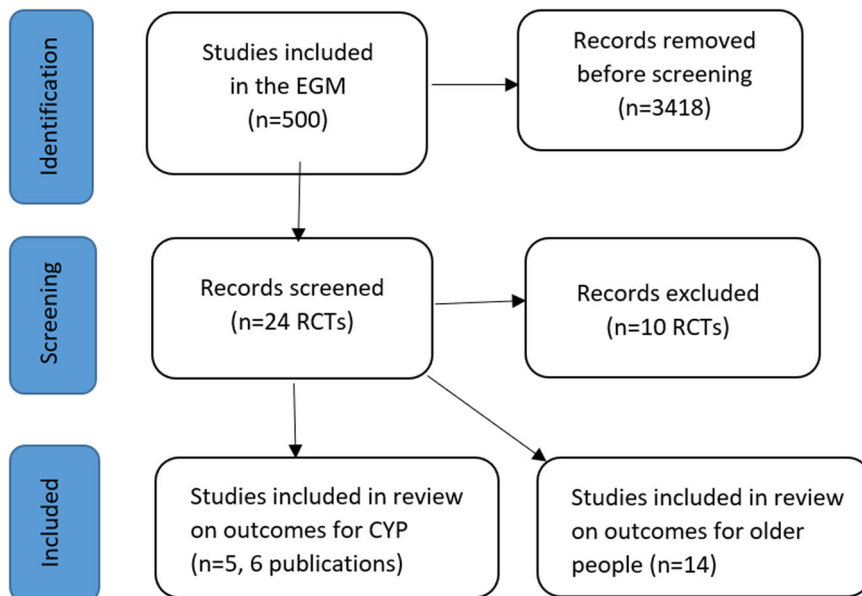 Identification
Studies included
in the EGM
(n=500)
Records removed
before screening
(n=3418)
Screening
Records screened
(n=24 RCTs)
Records excluded
(n=10 RCTs)
Included
Studies included in review
on outcomes for CYP
(n=5, 6 publications)
Studies included in review
on outcomes for older
people (n=14)